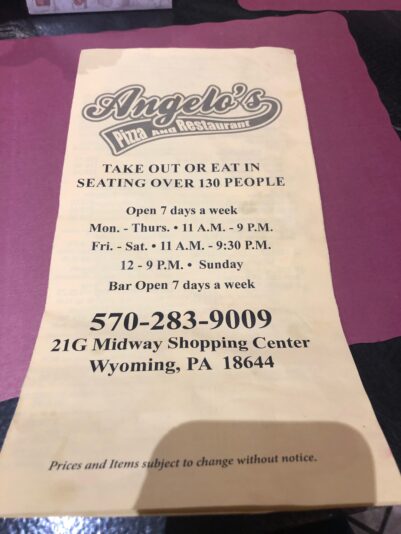 Angelo's
Pizza AND Restaurant
TAKE OUT OR EAT IN
SEATING OVER 130 PEOPLE
Open 7 days a week
Mon. - Thurs. • 11 A.M. - 9 P.M.
Fri. - Sat. • 11 A.M. - 9:30 P.M.
12 - 9 P.M. • Sunday
Bar Open 7 days a week
570-283-9009
21G Midway Shopping Center
Wyoming, PA 18644
Prices and Items subject to change without notice.